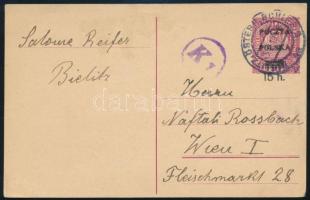 Salome Reifer
Bielitz
K
POCZTA
POLSKA
15 h.
Herrn
Naftali Rossbach
Wien I
Fleischmarkt 28.